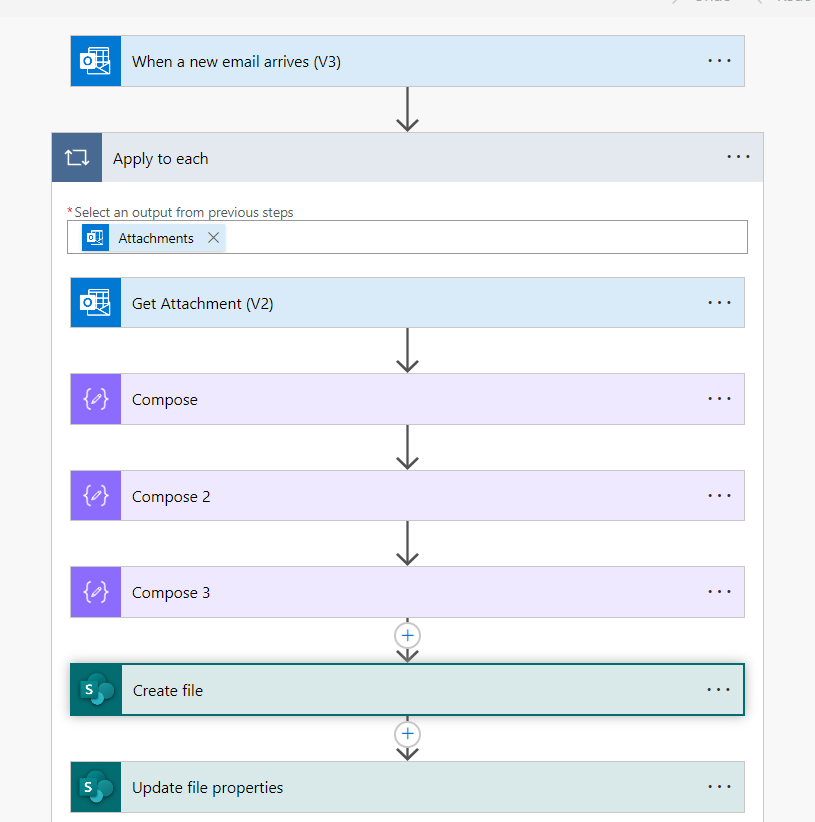 When a new email arrives (V3)
Apply to each
*Select an output from previous steps
Attachments
Get Attachment (V2)
Compose
Compose 2
Compose 3
S
Create file
S
Update file properties